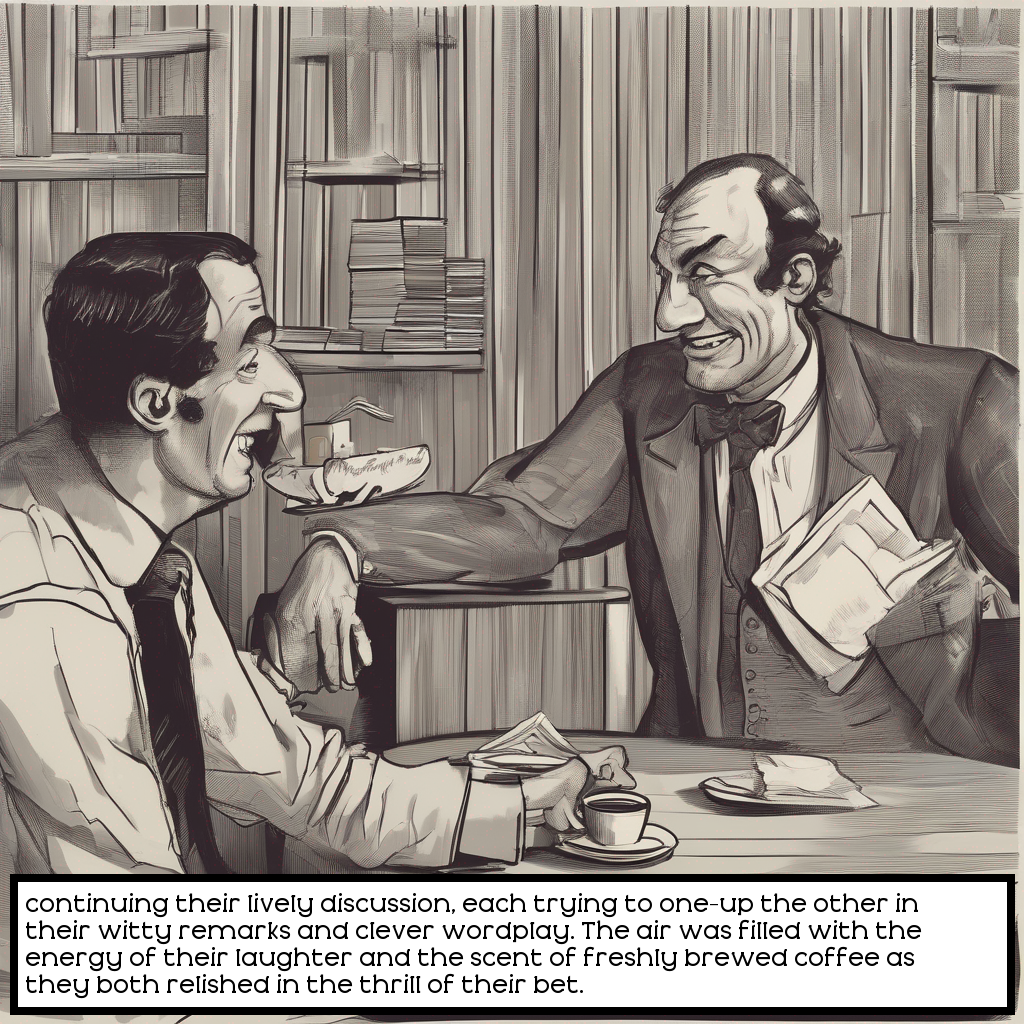 continuing their lively discussion, each trying to one-up the other in
their witty remarks and clever wordplay. The air was filled with the
energy of their laughter and the scent of freshly brewed coffee as
they both relished in the thrill of their bet.